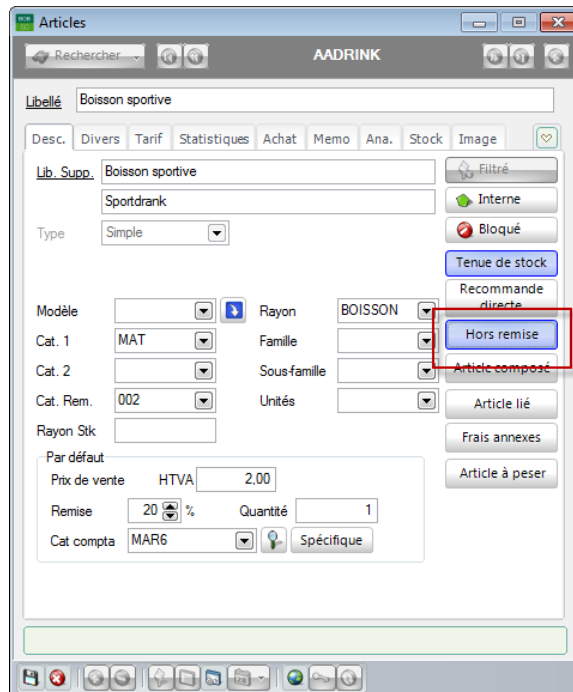 Articles
Rechercher
AADRINK
Libellé Boisson sportive
Desc. Divers Tarif Statistiques Achat Memo Ana. Stock Image
Lib. Supp. Boisson sportive
Filtré
Sportdrank
Interne
Type Simple
Bloqué
Tenue de stock
Recommande
directe
Modèle Rayon BOISSON
Hors remise
Cat. 1 MAT Famille
Cat. 2 Sous-famille
Article composé
Cat. Rem. 002 Unités
Article lié
Rayon Stk
Frais annexes
Par défaut
Prix de vente HTVA 2,00
Article à peser
Remise 20 % Quantité 1
Cat compta MAR6 Spécifique